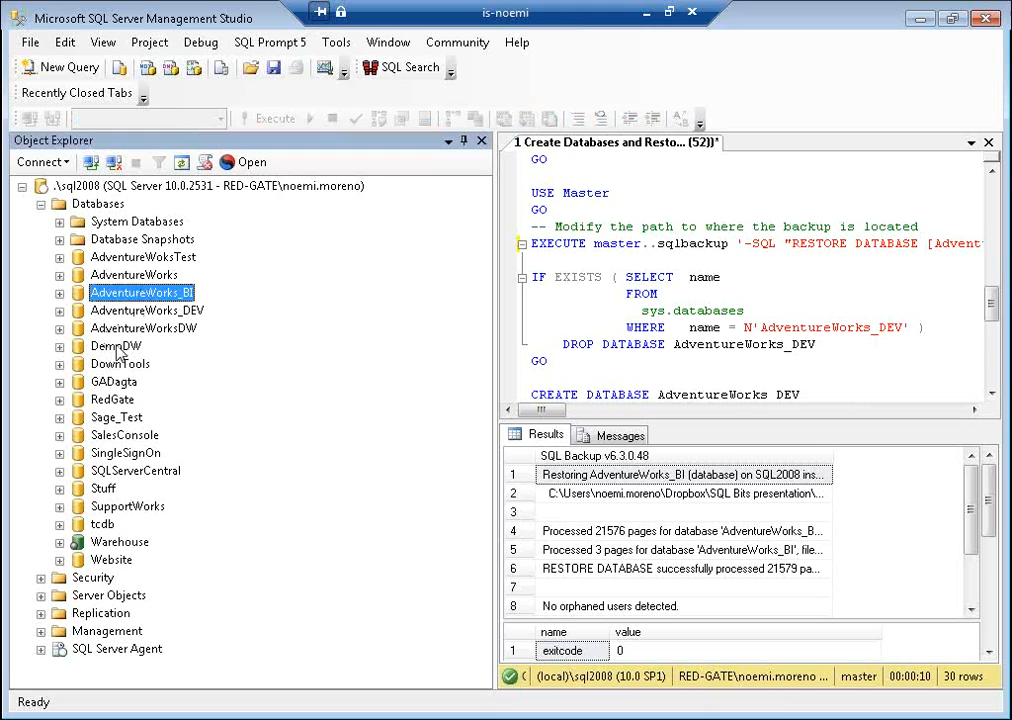 Microsoft SQL Server Management Studio
is-noemi
File Edit View Project Debug SQL Prompt 5 Tools Window Community Help
New Query SQL Search
Recently Closed Tabs
Execute
Object Explorer
Connect Open
.\sql2008 (SQL Server 10.0.2531 - RED-GATE\noemi.moreno)
Databases
System Databases
Database Snapshots
AdventureWoksTest
AdventureWorks
AdventureWorks_BI
AdventureWorks_DEV
AdventureWorksDW
DemoDW
DownTools
GADagta
RedGate
Sage_Test
SalesConsole
SingleSignOn
SQLServerCentral
Stuff
SupportWorks
tcdb
Warehouse
Website
Security
Server Objects
Replication
Management
SQL Server Agent
1 Create Databases and Resto... (52))*
GO
USE Master
GO
-- Modify the path to where the backup is located
EXECUTE master..sqlbackup '-SQL "RESTORE DATABASE [Advent
IF EXISTS ( SELECT name
FROM
sys.databases
WHERE name = N'AdventureWorks_DEV' )
DROP DATABASE AdventureWorks_DEV
GO
CREATE DATABASE AdventureWorks DEV
Results Messages
SQL Backup v6.3.0.48
1 Restoring AdventureWorks_BI (database) on SQL2008 ins...
2 C:\Users\noemi.moreno\Dropbox\SQL Bits presentation\...
3
4 Processed 21576 pages for database 'AdventureWorks_B...
5 Processed 3 pages for database 'AdventureWorks_BI', file...
6 RESTORE DATABASE successfully processed 21579 pa...
7
8 No orphaned users detected.
name value
1 exitcode 0
(local)\sql2008 (10.0 SP1) RED-GATE\noemi.moreno ... master 00:00:10 30 rows
Ready